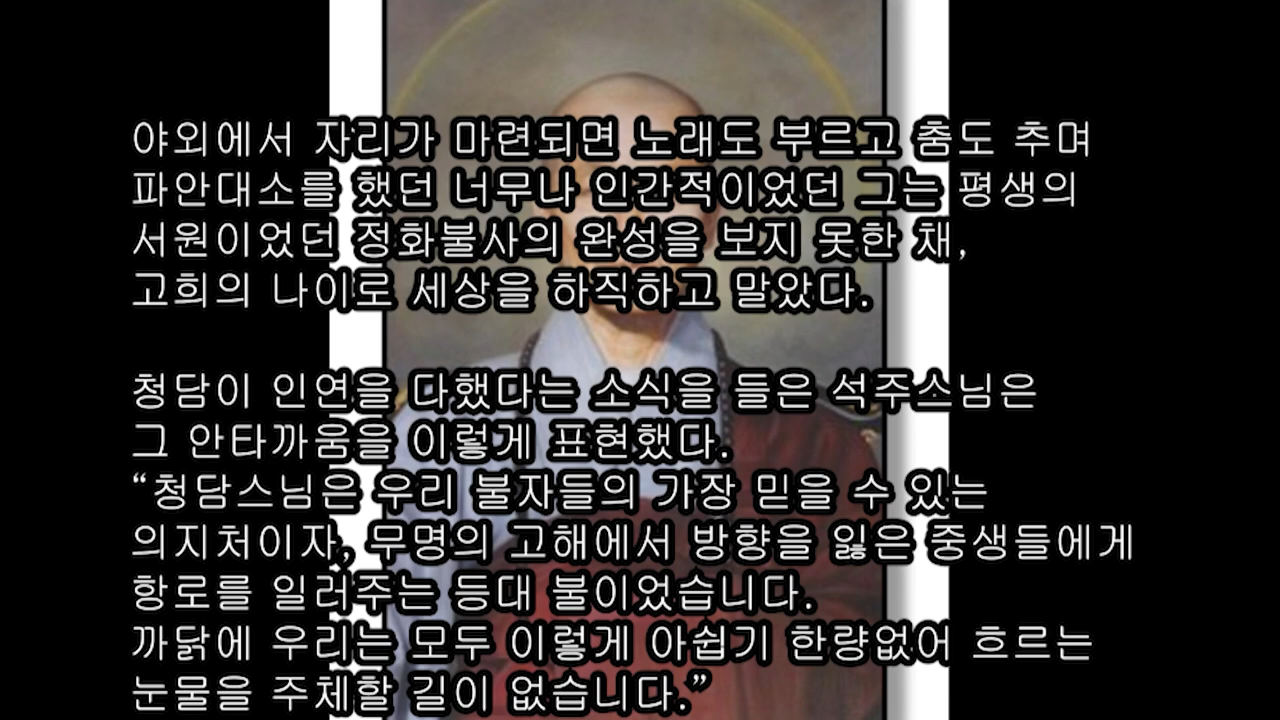 야외에서 자리가 마련되면 노래도 부르고 춤도 추며
파안대소를 했던 너무나 인간적이었던 그는 평생의
서원이었던 정화불사의 완성을 보지 못한 채,
고희의 나이로 세상을 하직하고 말았다.
청담이 인연을 다했다는 소식을 들은 석주스님은
그 안타까움을 이렇게 표현했다.
“청담스님은 우리 불자들의 가장 믿을 수 있는
의지처이자, 무명의 고해에서 방향을 잃은 중생들에게
항로를 일러주는 등대 불이었습니다.
까닭에 우리는 모두 이렇게 아쉽기 한량없어 흐르는
눈물을 주체할 길이 없습니다.”